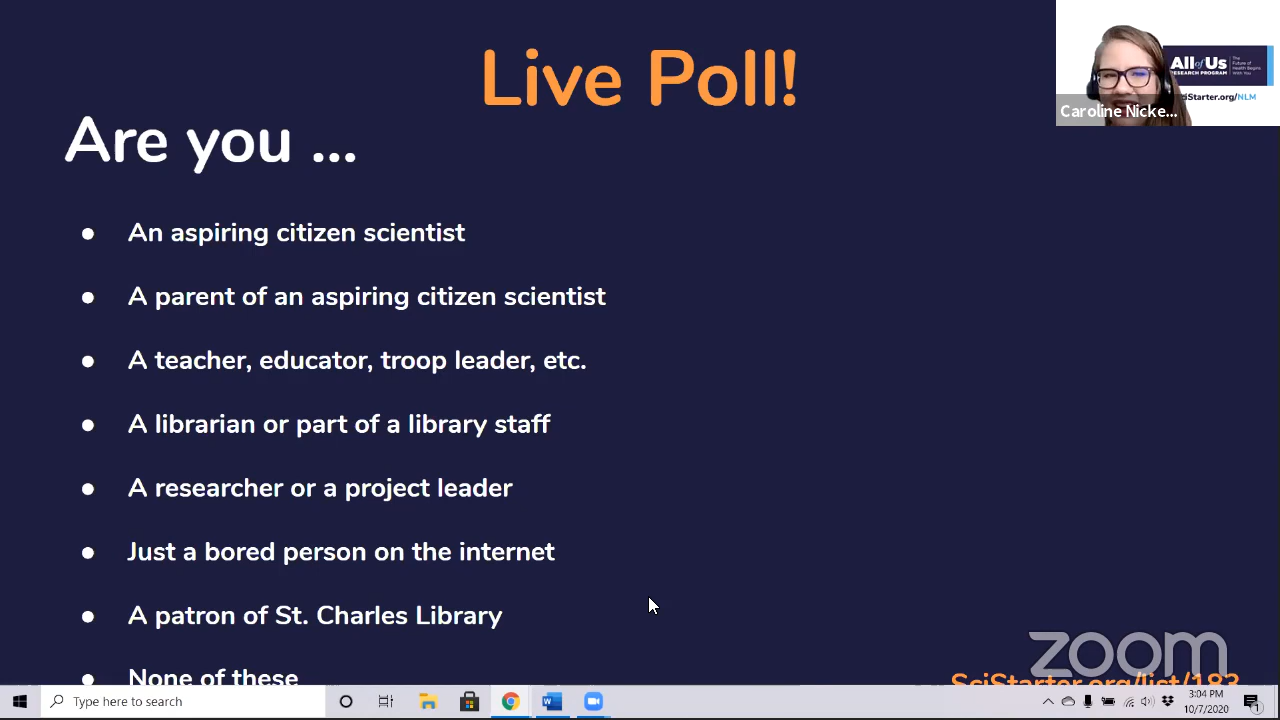 Live Poll!
Are you ...
● An aspiring citizen scientist
● A parent of an aspiring citizen scientist
● A teacher, educator, troop leader, etc.
● A librarian or part of a library staff
● A researcher or a project leader
● Just a bored person on the internet
● A patron of St. Charles Library
● None of these
All of Us
RESEARCH PROGRAM
The
Future of
Health Begins
With You
SciStarter.org/NLM
Caroline Nicke...
zoom
SciStarter.org/list/183
Type here to search
3:04 PM
10/7/2020
1